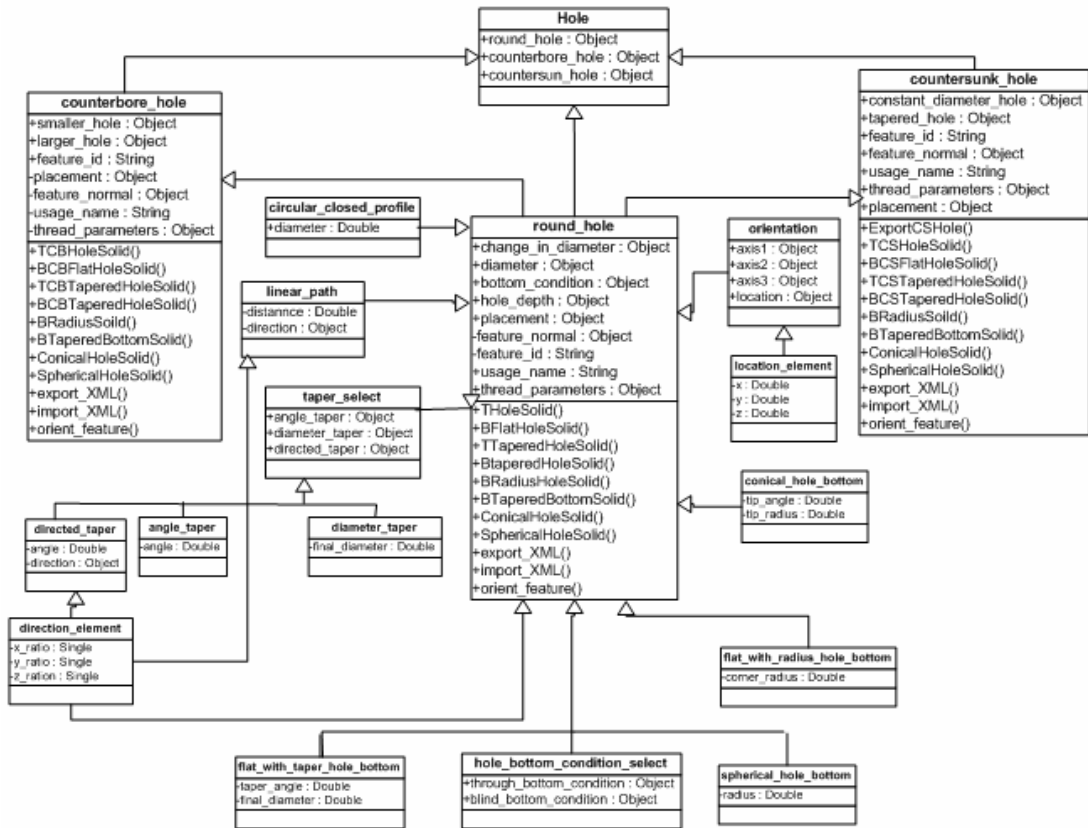 Hole
+round_hole : Object
+counterbore_hole : Object
+countersun_hole : Object
counterbore_hole
+smaller_hole : Object
+larger_hole : Object
+feature_id : String
-placement : Object
-feature_normal : Object
-usage_name : String
-thread_parameters : Object
+TCBHoleSolid()
+BCBFlatHoleSolid()
+TCBTaperedHoleSolid()
+BCBTaperedHoleSolid()
+BRadiusSoild()
+BTaperedBottomSolid()
+ConicalHoleSolid()
+SphericalHoleSolid()
+export_XML()
+import_XML()
+orient_feature()
countersunk_hole
+constant_diameter_hole : Object
+tapered_hole : Object
+feature_id : String
+feature_normal : Object
+usage_name : String
+thread_parameters : Object
+placement : Object
+ExportCSHole()
+TCSHoleSolid()
+BCSFlatHoleSolid()
+TCSTaperedHoleSolid()
+BCSTaperedHoleSolid()
+BRadiusSolid()
+BTaperedBottomSolid()
+ConicalHoleSolid()
+SphericalHoleSolid()
+export_XML()
+import_XML()
+orient_feature()
circular_closed_profile
+diameter : Double
round_hole
+change_in_diameter : Object
+diameter : Object
+bottom_condition : Object
+hole_depth : Object
+placement : Object
-feature_normal : Object
-feature_id : String
+usage_name : String
+thread_parameters : Object
+THoleSolid()
+BFlatHoleSolid()
+TTaperedHoleSolid()
+BtaperedHoleSolid()
+BRadiusHoleSolid()
+BTaperedBottomSolid()
+ConicalHoleSolid()
+SphericalHoleSolid()
+export_XML()
+import_XML()
+orient_feature()
orientation
+axis1 : Object
+axis2 : Object
+axis3 : Object
+location : Object
linear_path
-distannce : Double
-direction : Object
location_element
-x : Double
-y : Double
-z : Double
taper_select
+angle_taper : Object
+diameter_taper : Object
+directed_taper : Object
conical_hole_bottom
-tip_angle : Double
-tip_radius : Double
directed_taper
-angle : Double
-direction : Object
angle_taper
-angle : Double
diameter_taper
-final_diameter : Double
direction_element
-x_ratio : Single
-y_ratio : Single
-z_ration : Single
flat_with_radius_hole_bottom
-corner_radius : Double
flat_with_taper_hole_bottom
-taper_angle : Double
-final_diameter : Double
hole_bottom_condition_select
+through_bottom_condition : Object
+blind_bottom_condition : Object
spherical_hole_bottom
-radius : Double